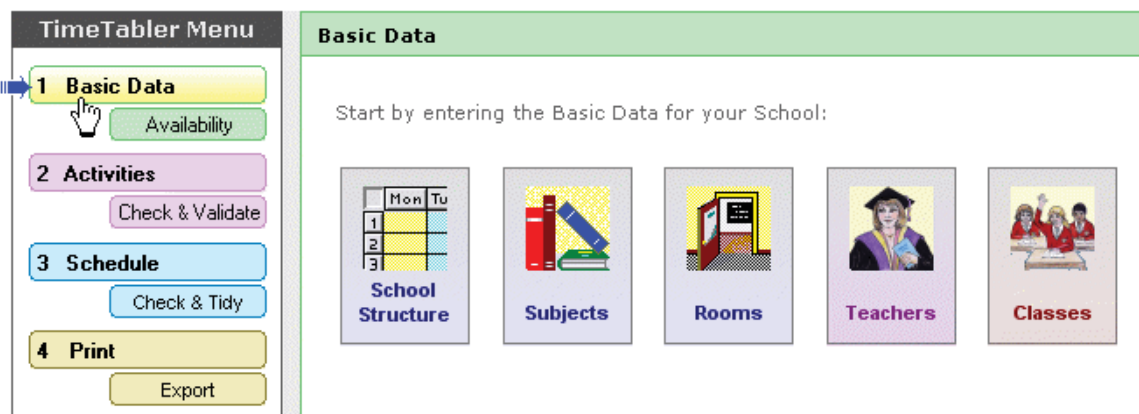 TimeTabler Menu
1 Basic Data
Availability
2 Activities
Check & Validate
3 Schedule
Check & Tidy
4 Print
Export
Basic Data
Start by entering the Basic Data for your School:
Mon Tu
1
2
3
School
Structure
Subjects
Rooms
Teachers
Classes